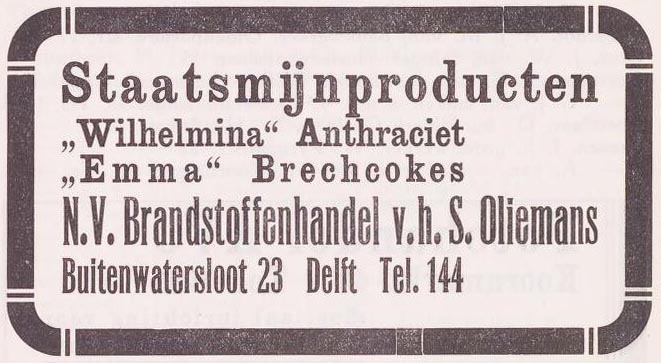 Staatsmijnproducten
„Wilhelmina“ Anthraciet
„Emma“ Brechcokes
N.V. Brandstoffenhandel v.h. S. Oliemans
Buitenwatersloot 23 Delft Tel. 144